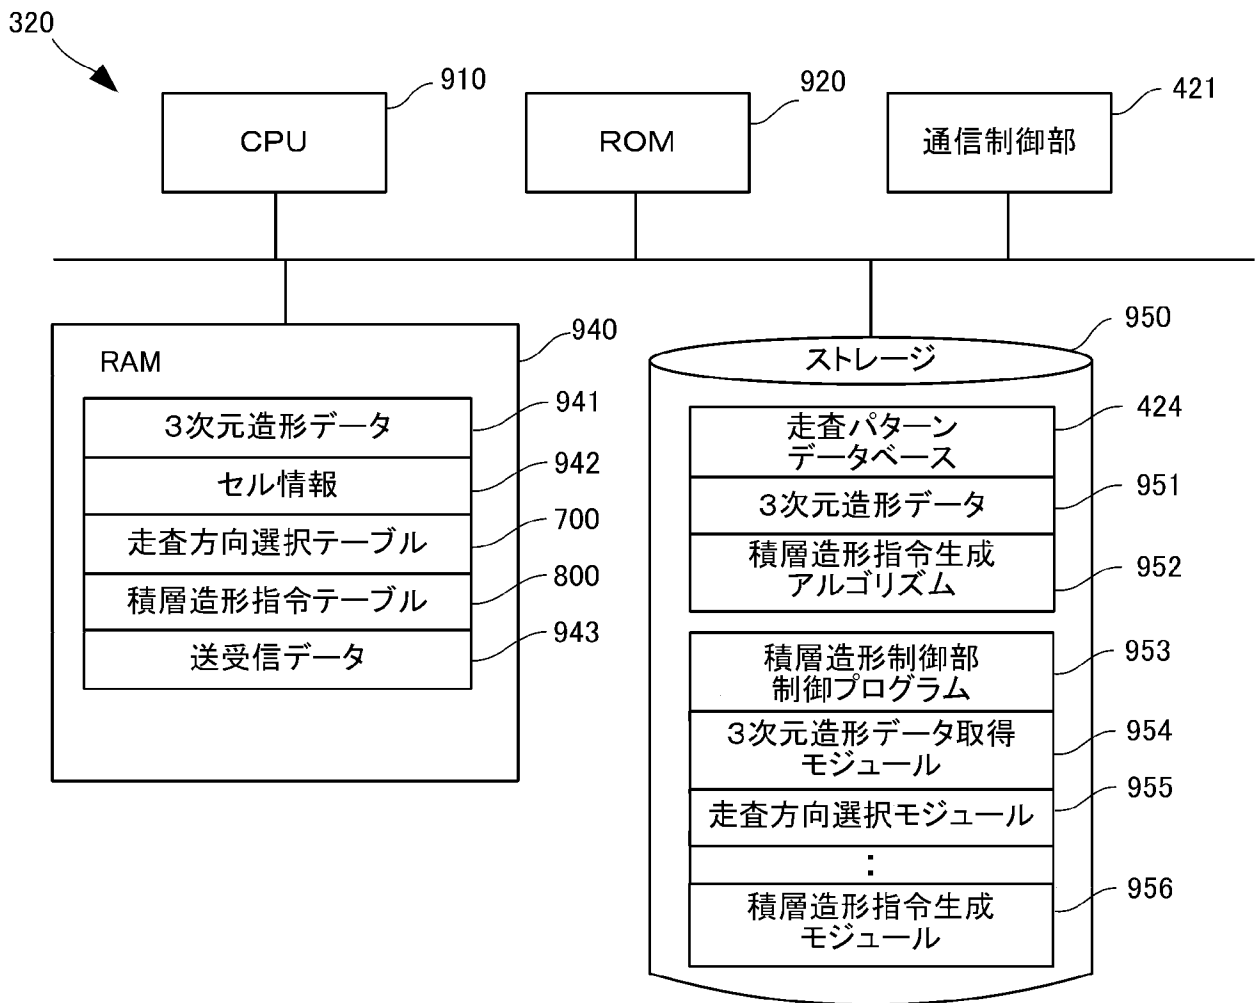 320
CPU
910
ROM
920
通信制御部
421
RAM
940
3次元造形データ
941
セル情報
942
走査方向選択テーブル
700
積層造形指令テーブル
800
送受信データ
943
ストレージ
950
走査パターン
データベース
424
3次元造形データ
951
積層造形指令生成
アルゴリズム
952
積層造形制御部
制御プログラム
953
3次元造形データ取得
モジュール
954
走査方向選択モジュール
955
:
積層造形指令生成
モジュール
956